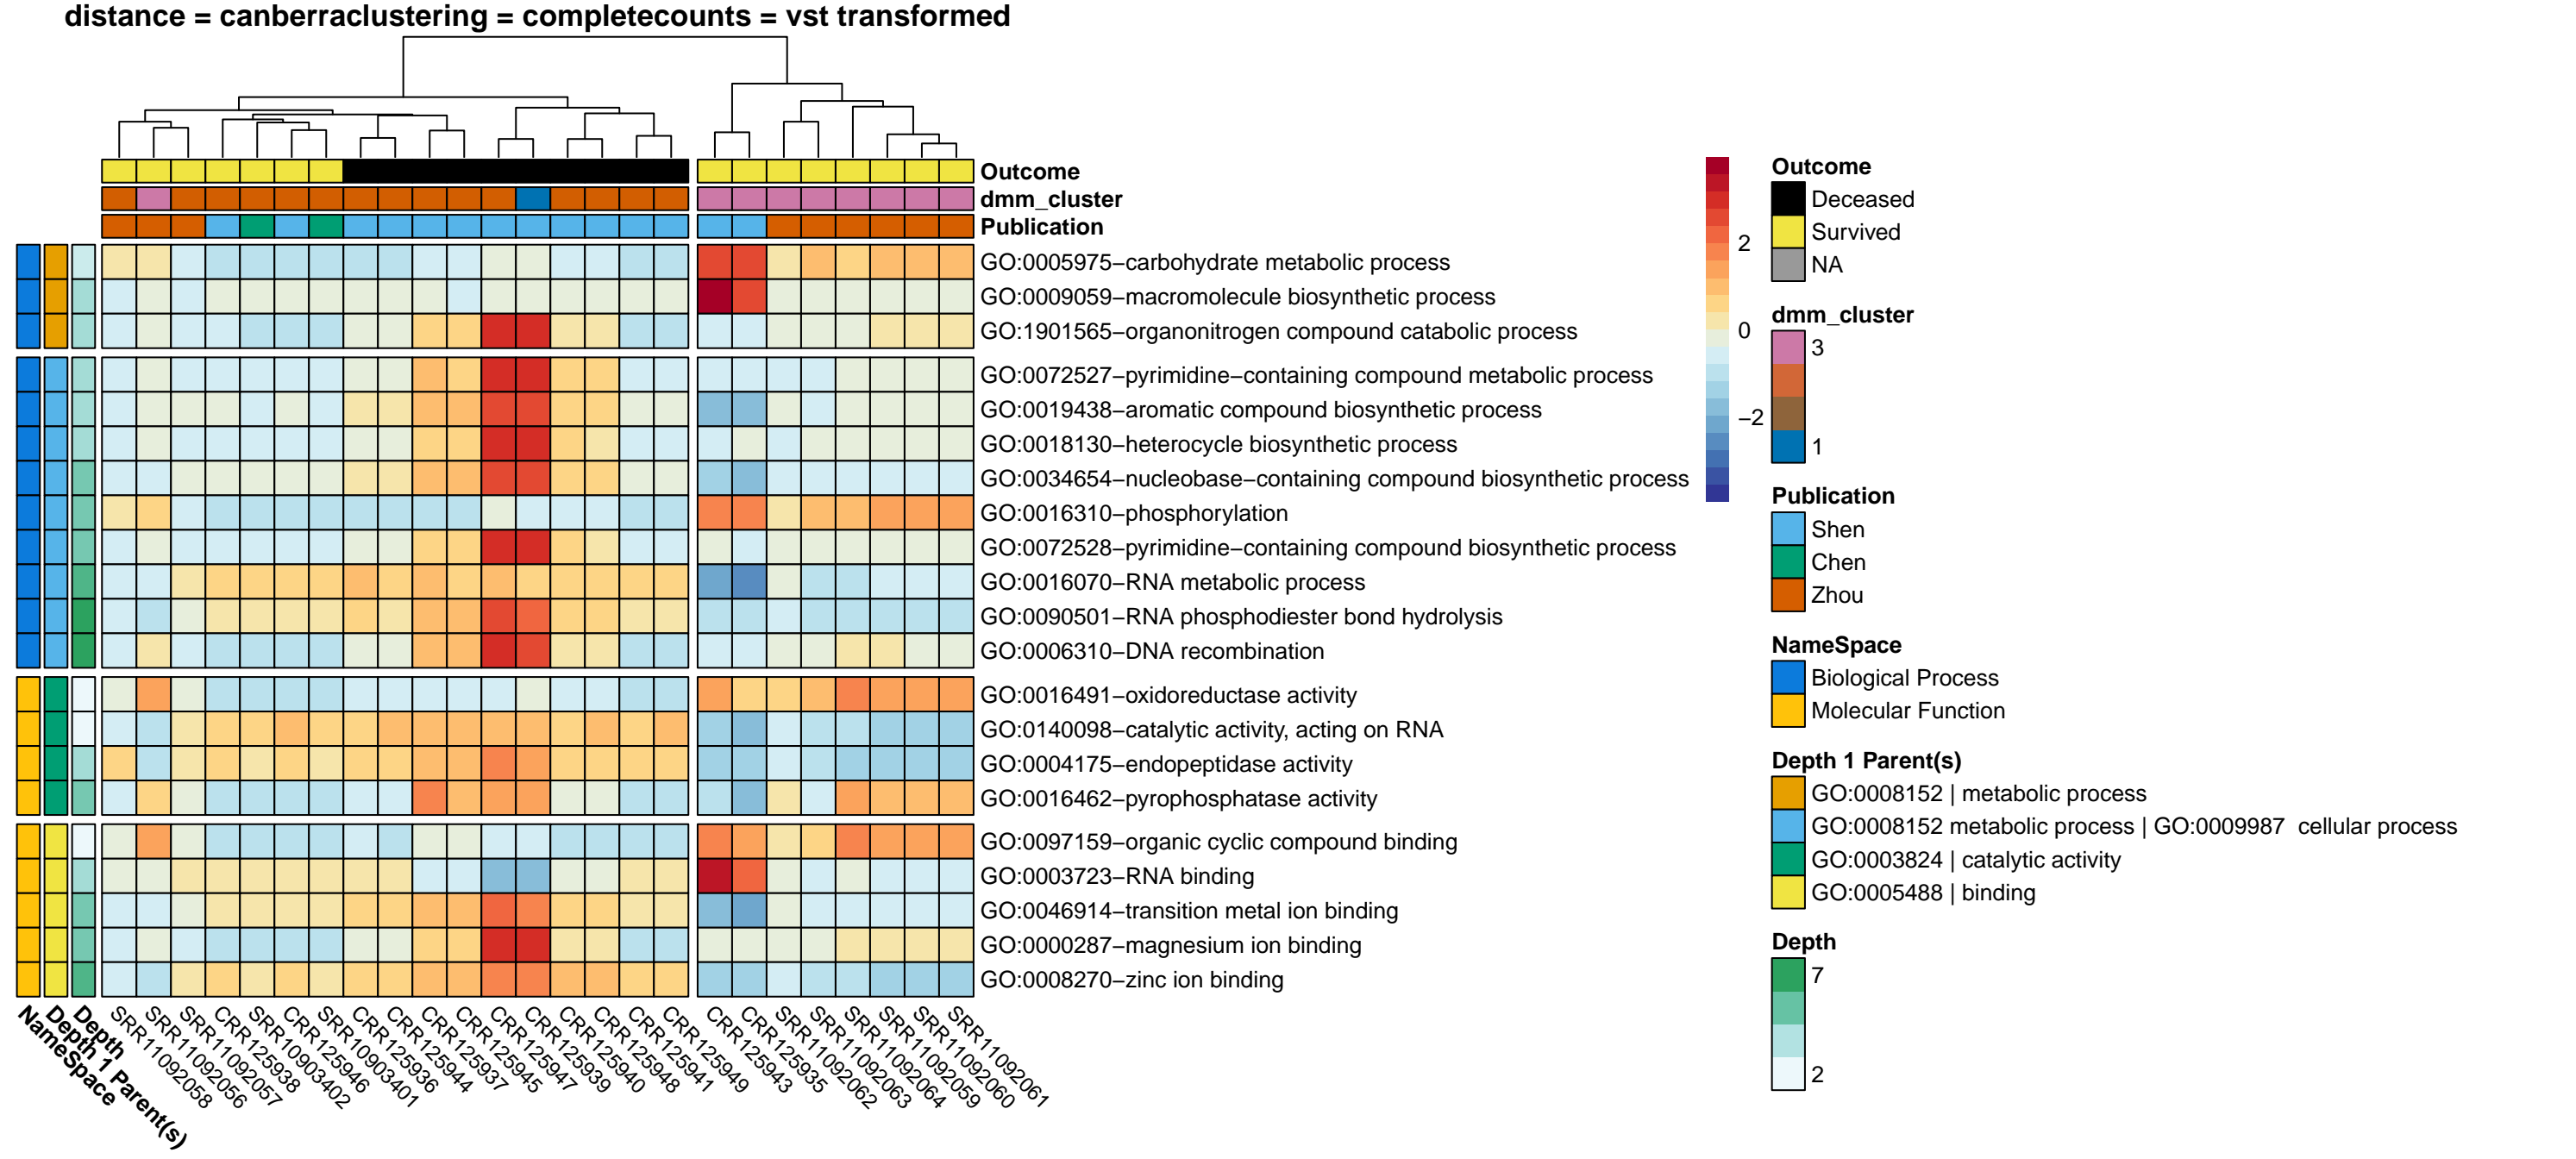 distance = canberraclustering = completecounts = vst transformed
Outcome
dmm_cluster
Publication
GO:0005975−carbohydrate metabolic process
GO:0009059−macromolecule biosynthetic process
GO:1901565−organonitrogen compound catabolic process
GO:0072527−pyrimidine−containing compound metabolic process
GO:0019438−aromatic compound biosynthetic process
GO:0018130−heterocycle biosynthetic process
GO:0034654−nucleobase−containing compound biosynthetic process
GO:0016310−phosphorylation
GO:0072528−pyrimidine−containing compound biosynthetic process
GO:0016070−RNA metabolic process
GO:0090501−RNA phosphodiester bond hydrolysis
GO:0006310−DNA recombination
GO:0016491−oxidoreductase activity
GO:0140098−catalytic activity, acting on RNA
GO:0004175−endopeptidase activity
GO:0016462−pyrophosphatase activity
GO:0097159−organic cyclic compound binding
GO:0003723−RNA binding
GO:0046914−transition metal ion binding
GO:0000287−magnesium ion binding
GO:0008270−zinc ion binding
NameSpace
Depth 1 Parent(s)
Depth
SRR11092058
SRR11092056
SRR11092057
CRR125938
SRR10903402
CRR125946
SRR10903401
CRR125936
CRR125944
CRR125937
CRR125945
CRR125947
CRR125939
CRR125940
CRR125948
CRR125941
CRR125949
CRR125943
CRR125935
SRR11092062
SRR11092063
SRR11092064
SRR11092059
SRR11092060
SRR11092061
2
0
−2
Outcome
Deceased
Survived
NA
dmm_cluster
3
1
Publication
Shen
Chen
Zhou
NameSpace
Biological Process
Molecular Function
Depth 1 Parent(s)
GO:0008152 | metabolic process
GO:0008152 metabolic process | GO:0009987  cellular process
GO:0003824 | catalytic activity
GO:0005488 | binding
Depth
7
2